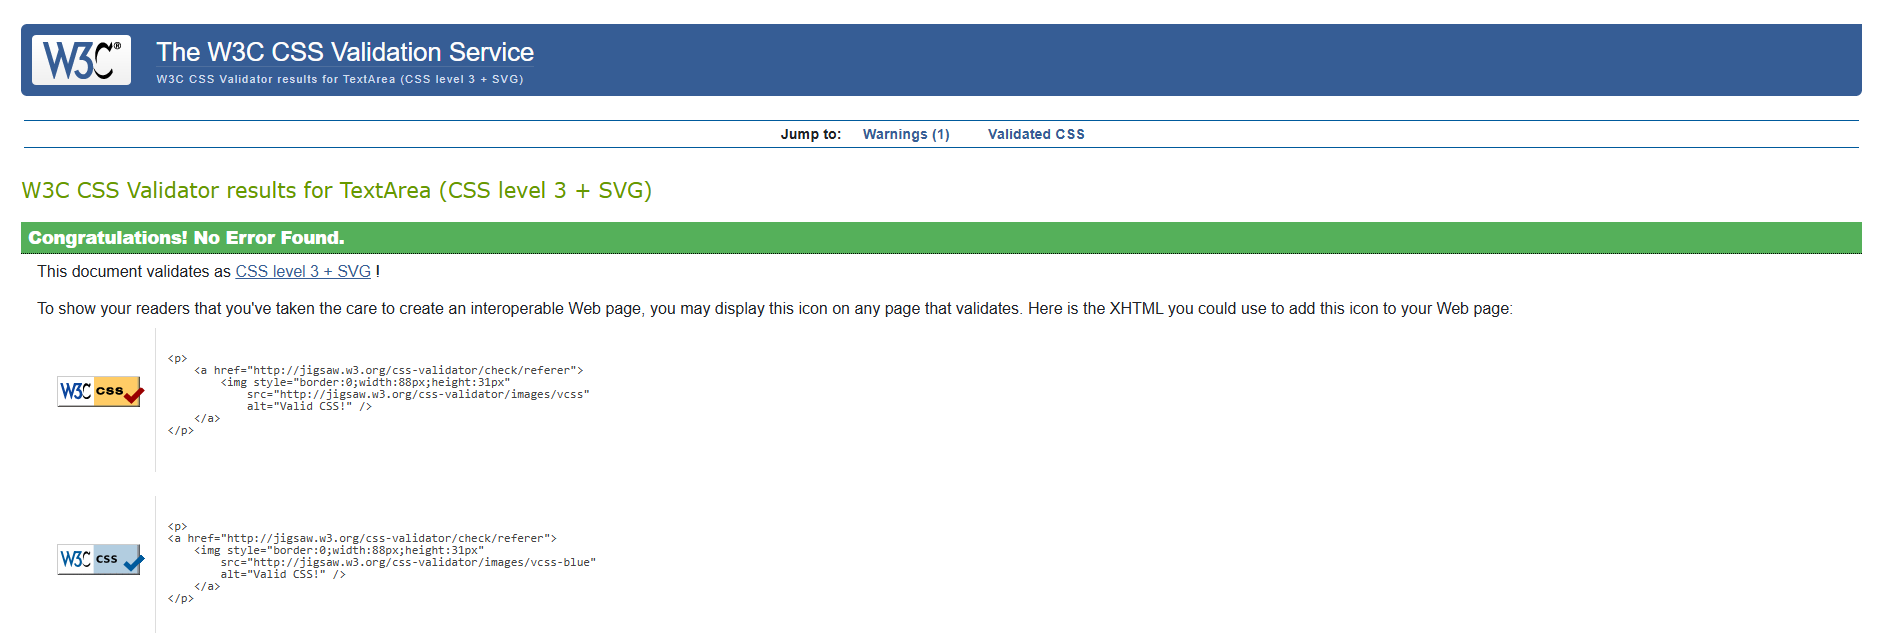 W3C®
The W3C CSS Validation Service
W3C CSS Validator results for TextArea (CSS level 3 + SVG)
Jump to: Warnings (1) Validated CSS
W3C CSS Validator results for TextArea (CSS level 3 + SVG)
Congratulations! No Error Found.
This document validates as CSS level 3 + SVG !
To show your readers that you've taken the care to create an interoperable Web page, you may display this icon on any page that validates. Here is the XHTML you could use to add this icon to your Web page:
W3C css
<p>
    <a href="http://jigsaw.w3.org/css-validator/check/referer">
        <img style="border:0;width:88px;height:31px"
            src="http://jigsaw.w3.org/css-validator/images/vcss"
            alt="Valid CSS!" />
    </a>
</p>
W3C css
<p>
<a href="http://jigsaw.w3.org/css-validator/check/referer">
    <img style="border:0;width:88px;height:31px"
        src="http://jigsaw.w3.org/css-validator/images/vcss-blue"
        alt="Valid CSS!" />
    </a>
</p>